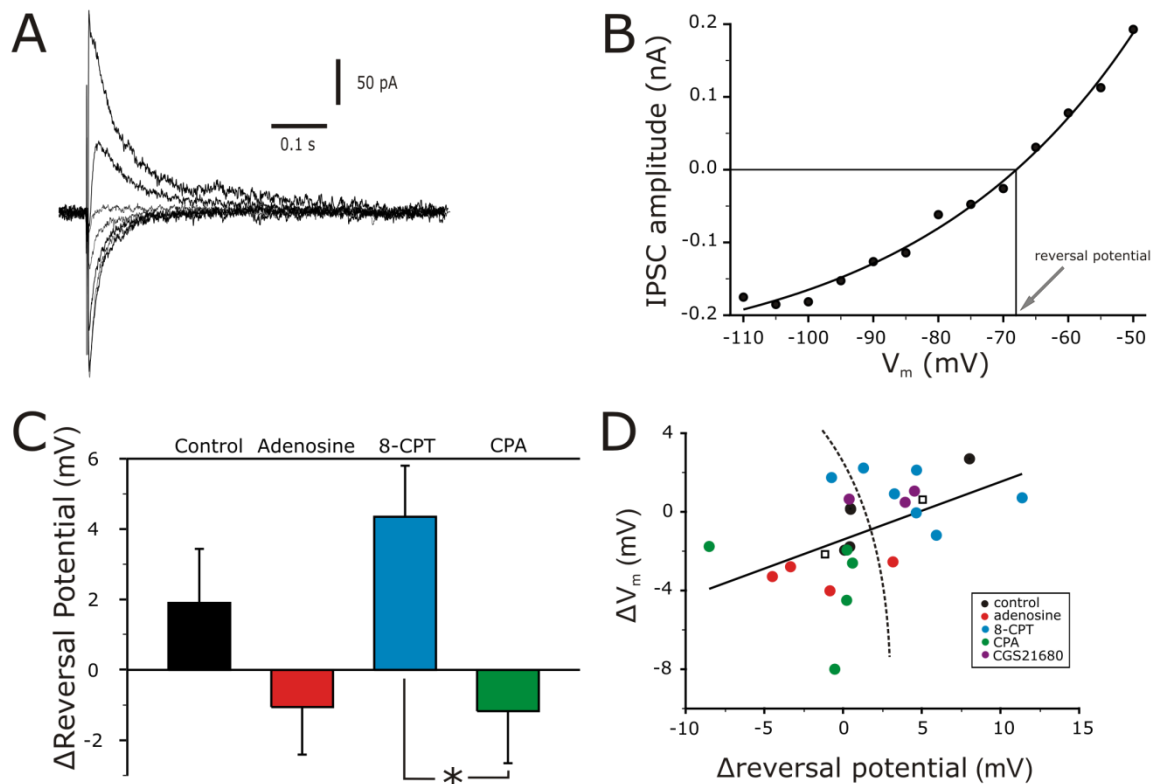 A
50 pA
0.1 s
B
IPSC amplitude (nA)
0.2
0.1
0.0
-0.1
-0.2
reversal potential
-110 -100 -90 -80 -70 -60 -50
Vm (mV)
C
Control Adenosine 8-CPT CPA
ΔReversal Potential (mV)
6
4
2
0
-2
*
D
ΔVm (mV)
4
0
-4
-8
control
adenosine
8-CPT
CPA
CGS21680
-10 -5 0 5 10 15
Δreversal potential (mV)